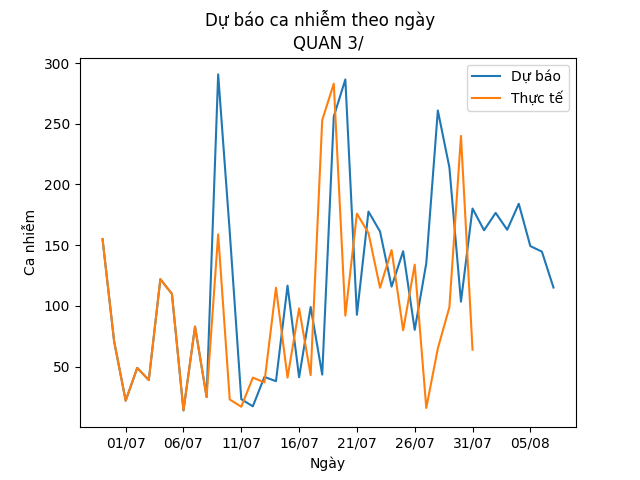 Dự báo ca nhiễm theo ngày
QUAN 3/
Dự báo
Thực tế
Ca nhiễm
300
250
200
150
100
50
01/07 06/07 11/07 16/07 21/07 26/07 31/07 05/08
Ngày